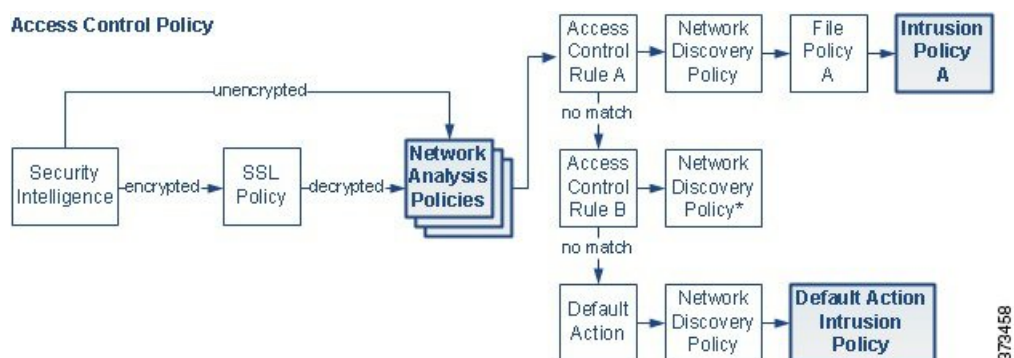 Access Control Policy
Access
Control
Rule A
Network
Discovery
Policy
File
Policy
A
Intrusion
Policy
A
unencrypted
no match
Security
Intelligence
encrypted
SSL
Policy
decrypted
Network
Analysis
Policies
Access
Control
Rule B
Network
Discovery
Policy*
no match
Default
Action
Network
Discovery
Policy
Default Action
Intrusion
Policy
373458